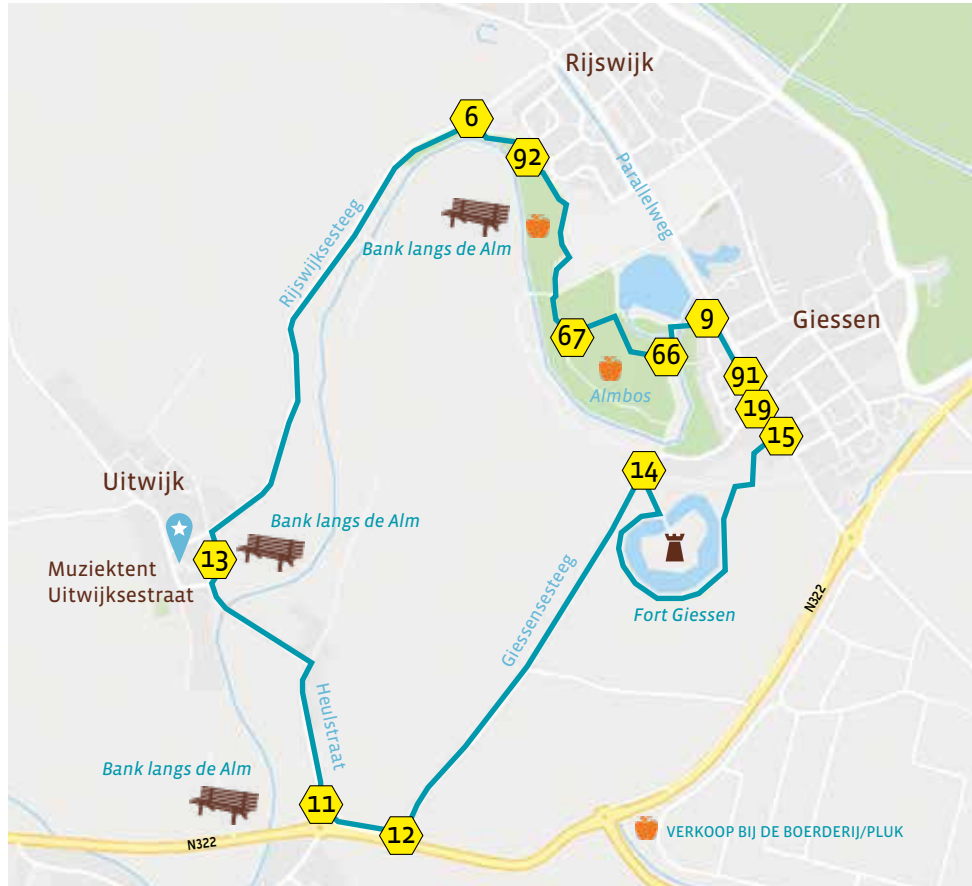 Rijswijk
6
92
Parallelweg
Rijswijksesteeg
Bank langs de Alm
9
Giessen
67
66
91
Almbos
19
15
14
Uitwijk
Bank langs de Alm
13
Muziektent
Uitwijksestraat
Giessensesteeg
Fort Giessen
N322
Heulstraat
Bank langs de Alm
11
12
N322
VERKOOP BIJ DE BOERDERIJ/PLUK